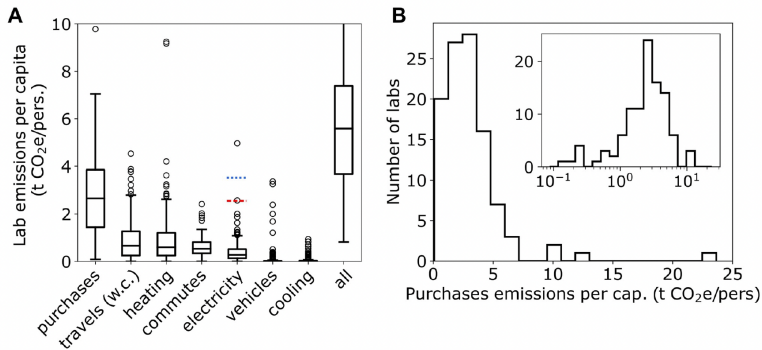 A
Lab emissions per capita
(t CO₂e/pers.)
10
8
6
4
2
0
purchases
travels (w.c.)
heating
commutes
electricity
vehicles
cooling
all
B
Number of labs
25
20
15
10
5
0
0
5
10
15
20
25
Purchases emissions per cap. (t CO₂e/pers)
20
10
0
10⁻¹
10⁰
10¹